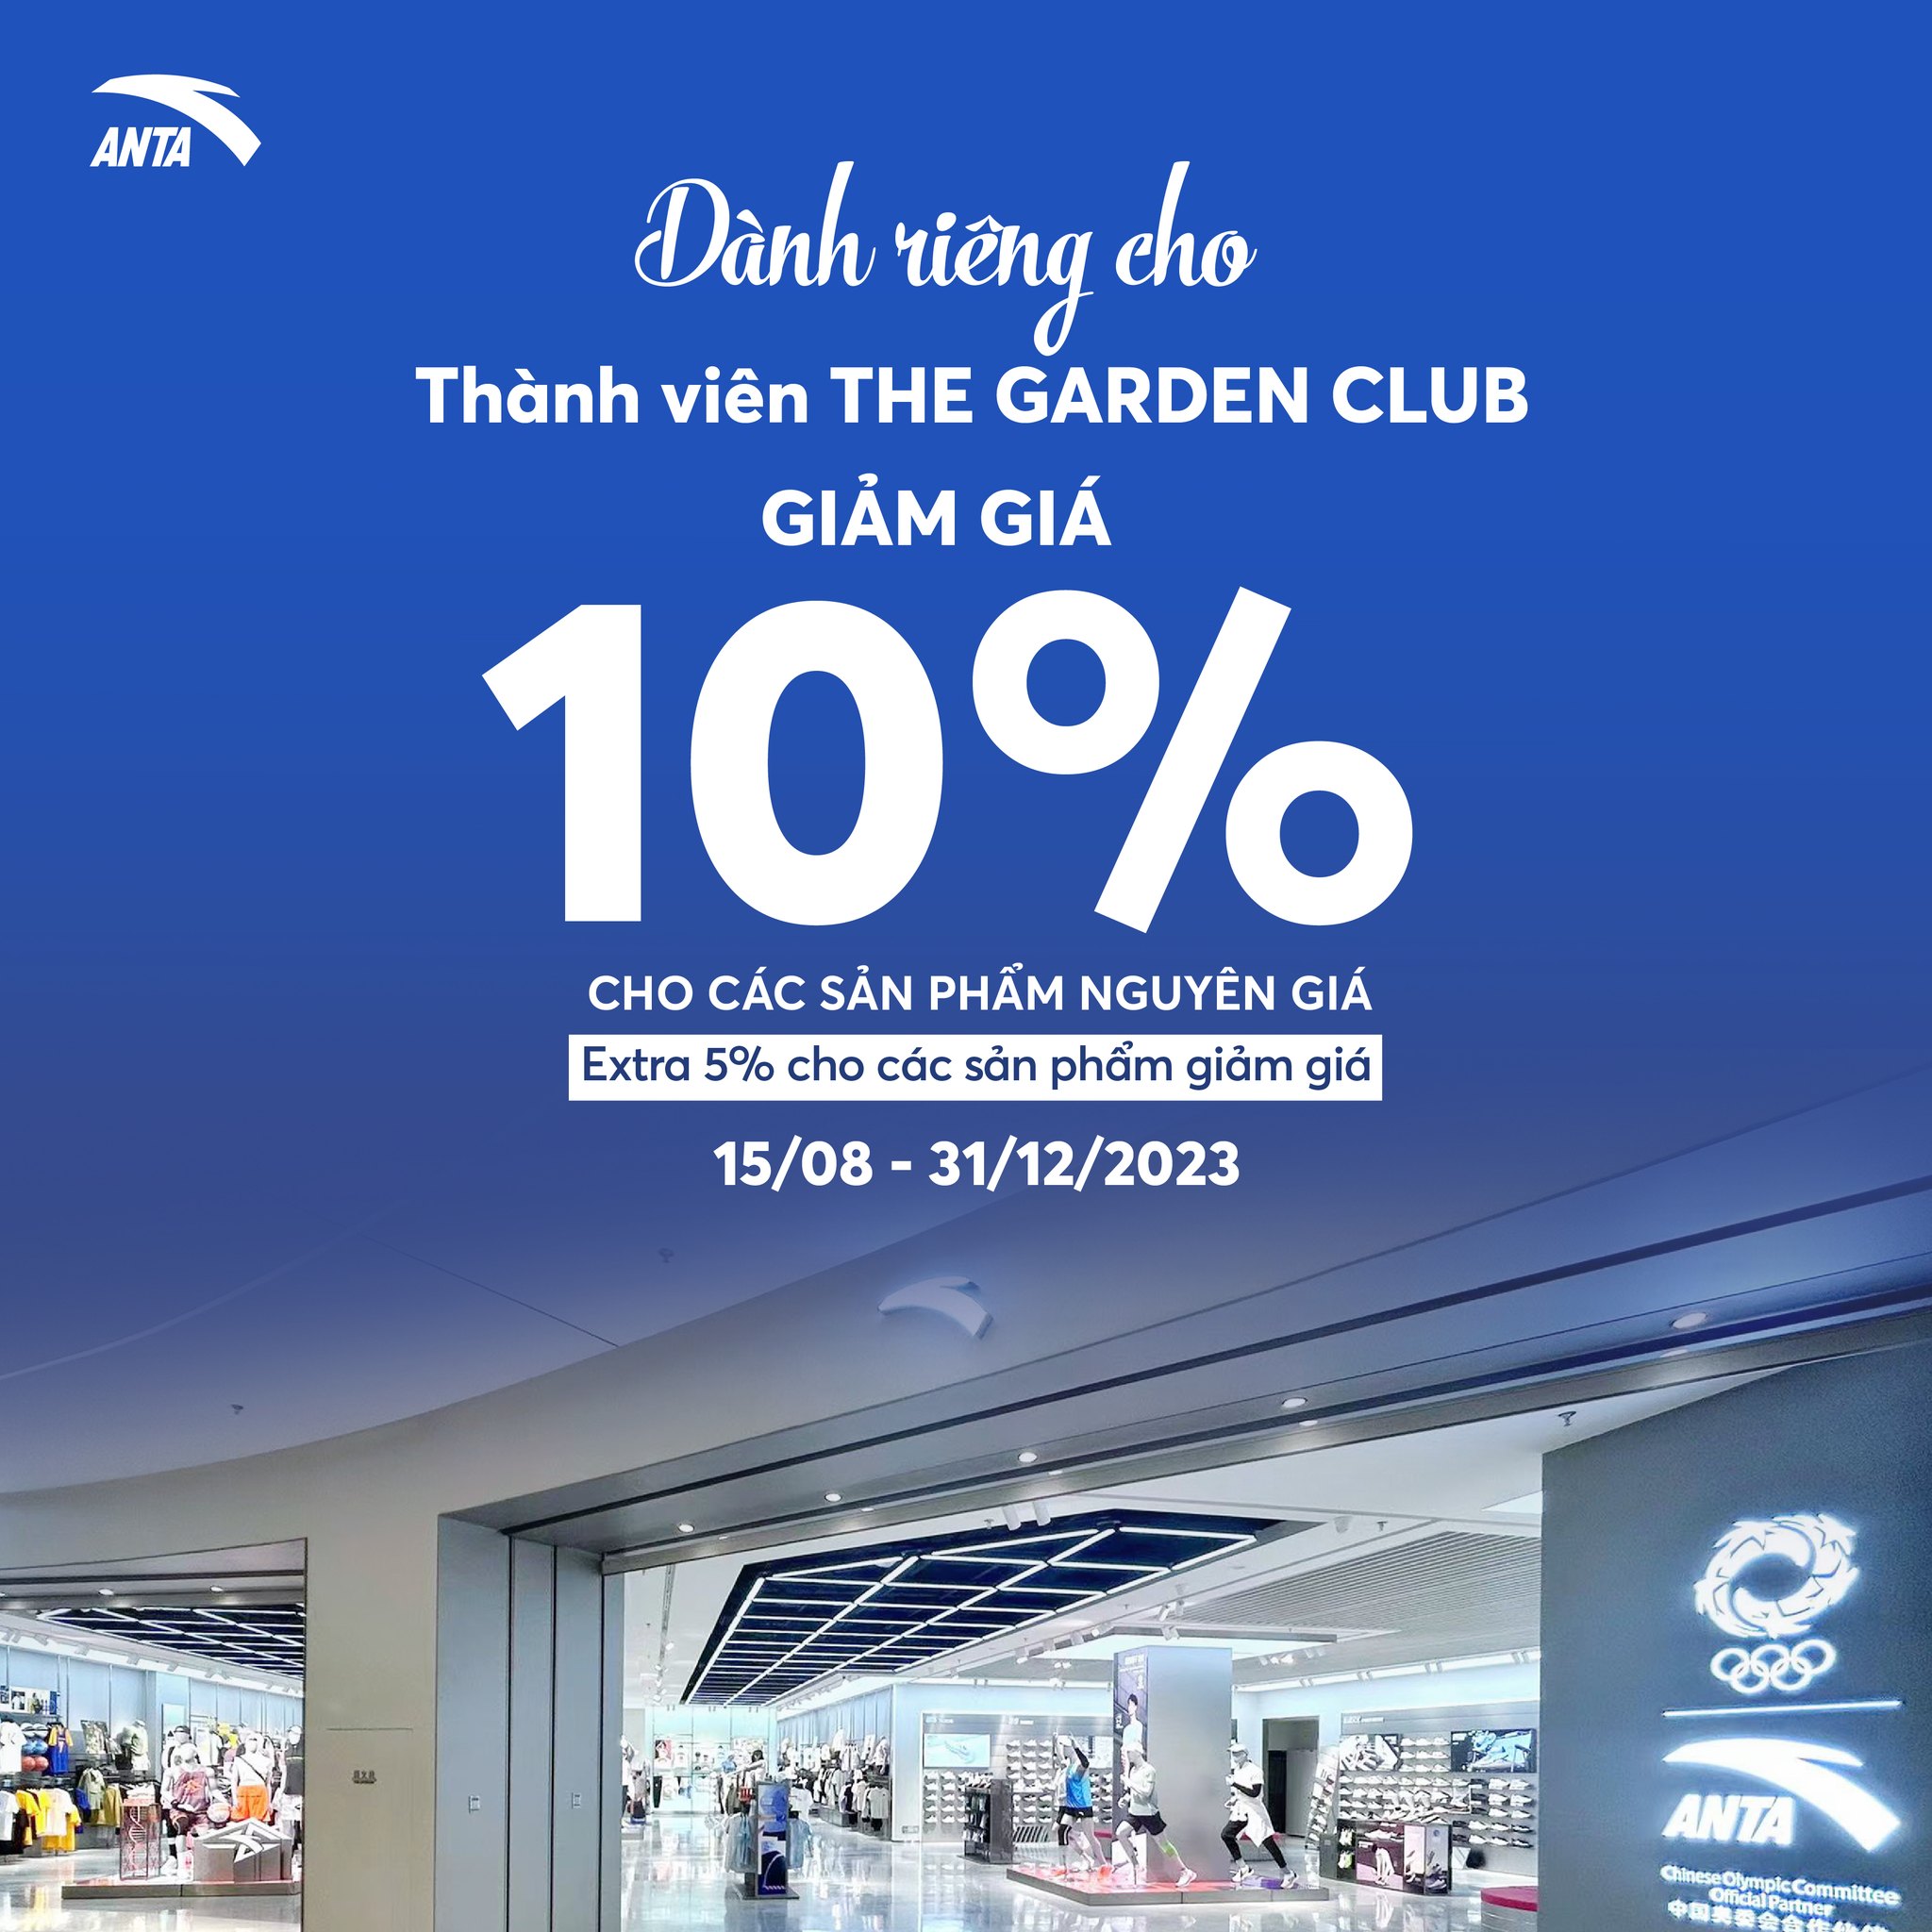 ANTA
Dành riêng cho
Thành viên THE GARDEN CLUB
GIẢM GIÁ
10%
CHO CÁC SẢN PHẨM NGUYÊN GIÁ
Extra 5% cho các sản phẩm giảm giá
15/08 - 31/12/2023
ANTA
Chinese Olympic Committee
Official Partner